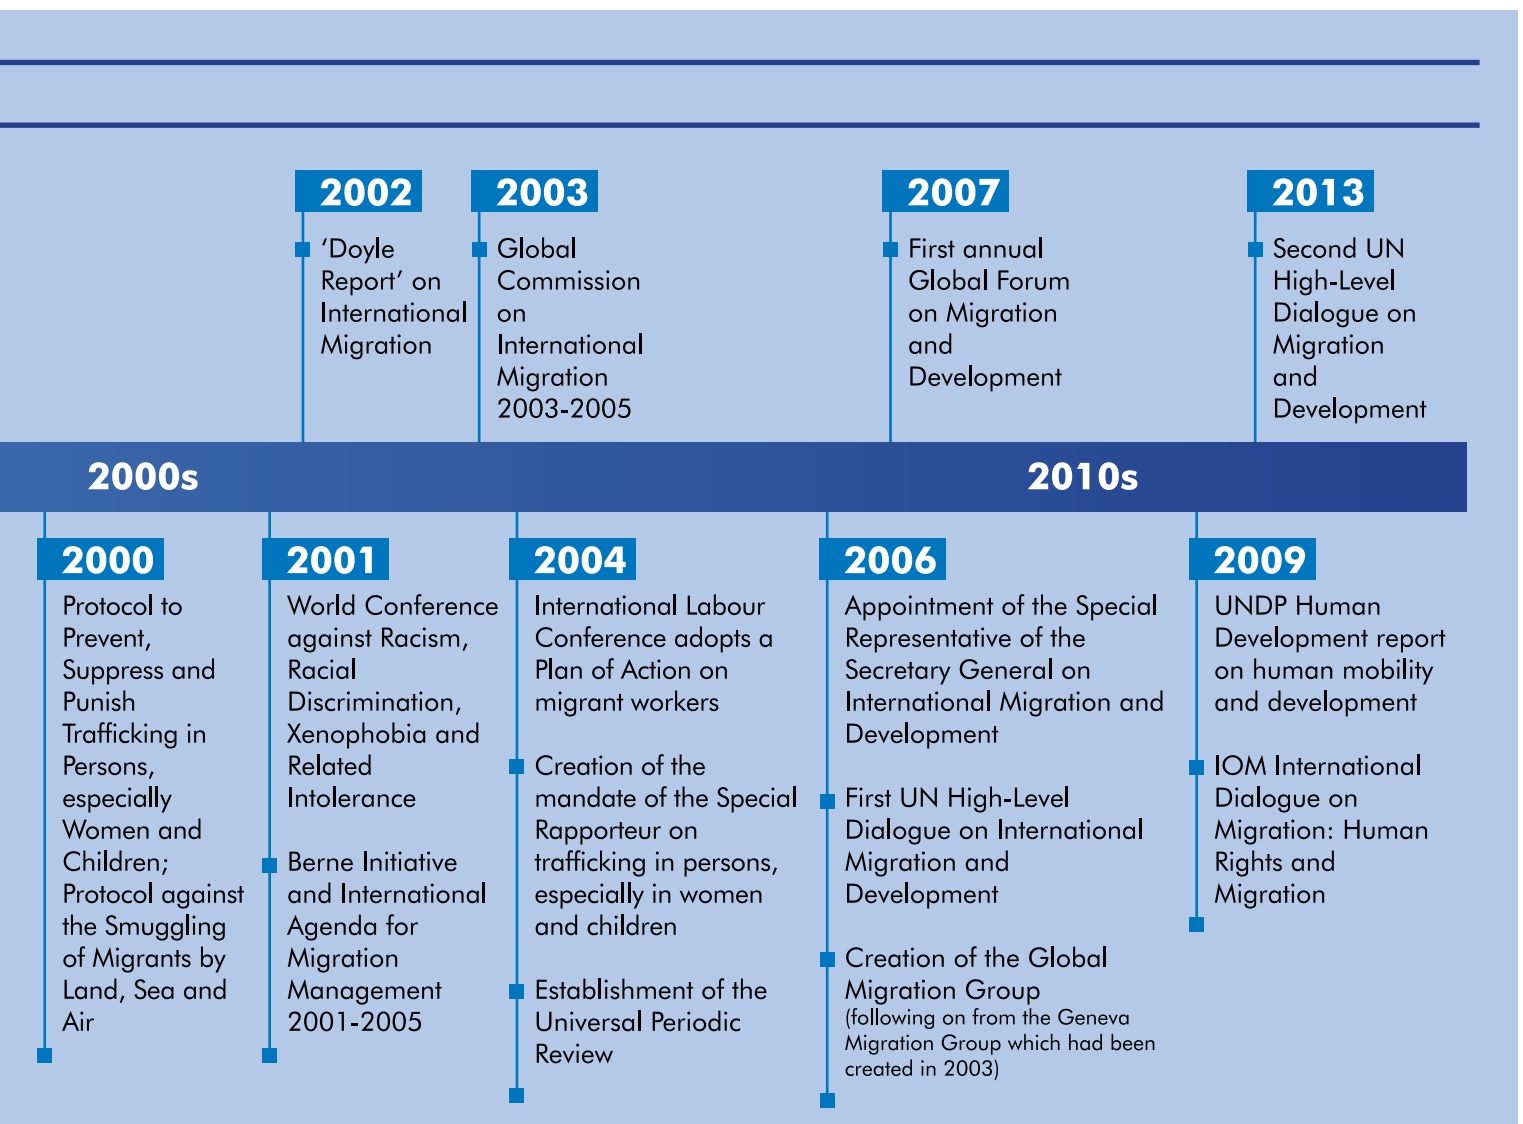 2002
‘Doyle
Report’ on
International
Migration
2003
Global
Commission
on
International
Migration
2003-2005
2007
First annual
Global Forum
on Migration
and
Development
2013
Second UN
High-Level
Dialogue on
Migration
and
Development
2000s
2010s
2000
Protocol to
Prevent,
Suppress and
Punish
Trafficking in
Persons,
especially
Women and
Children;
Protocol against
the Smuggling
of Migrants by
Land, Sea and
Air
2001
World Conference
against Racism,
Racial
Discrimination,
Xenophobia and
Related
Intolerance
Berne Initiative
and International
Agenda for
Migration
Management
2001-2005
2004
International Labour
Conference adopts a
Plan of Action on
migrant workers
Creation of the
mandate of the Special
Rapporteur on
trafficking in persons,
especially in women
and children
Establishment of the
Universal Periodic
Review
2006
Appointment of the Special
Representative of the
Secretary General on
International Migration and
Development
First UN High-Level
Dialogue on International
Migration and
Development
Creation of the Global
Migration Group
(following on from the Geneva
Migration Group which had been
created in 2003)
2009
UNDP Human
Development report
on human mobility
and development
IOM International
Dialogue on
Migration: Human
Rights and
Migration